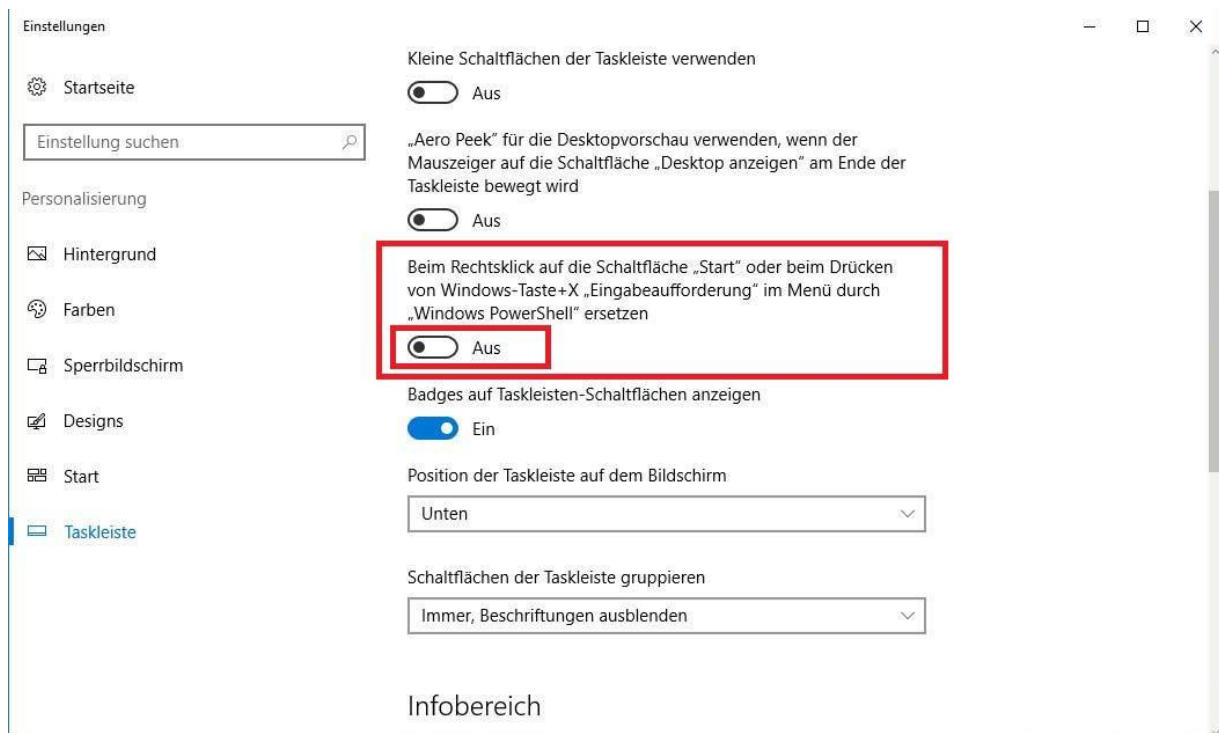 Einstellungen
Startseite
Einstellung suchen
Personalisierung
Hintergrund
Farben
Sperrbildschirm
Designs
Start
Taskleiste
Kleine Schaltflächen der Taskleiste verwenden
Aus
„Aero Peek“ für die Desktopvorschau verwenden, wenn der
Mauszeiger auf die Schaltfläche „Desktop anzeigen“ am Ende der
Taskleiste bewegt wird
Aus
Beim Rechtsklick auf die Schaltfläche „Start“ oder beim Drücken
von Windows-Taste+X „Eingabeaufforderung“ im Menü durch
„Windows PowerShell“ ersetzen
Aus
Badges auf Taskleisten-Schaltflächen anzeigen
Ein
Position der Taskleiste auf dem Bildschirm
Unten
Schaltflächen der Taskleiste gruppieren
Immer, Beschriftungen ausblenden
Infobereich